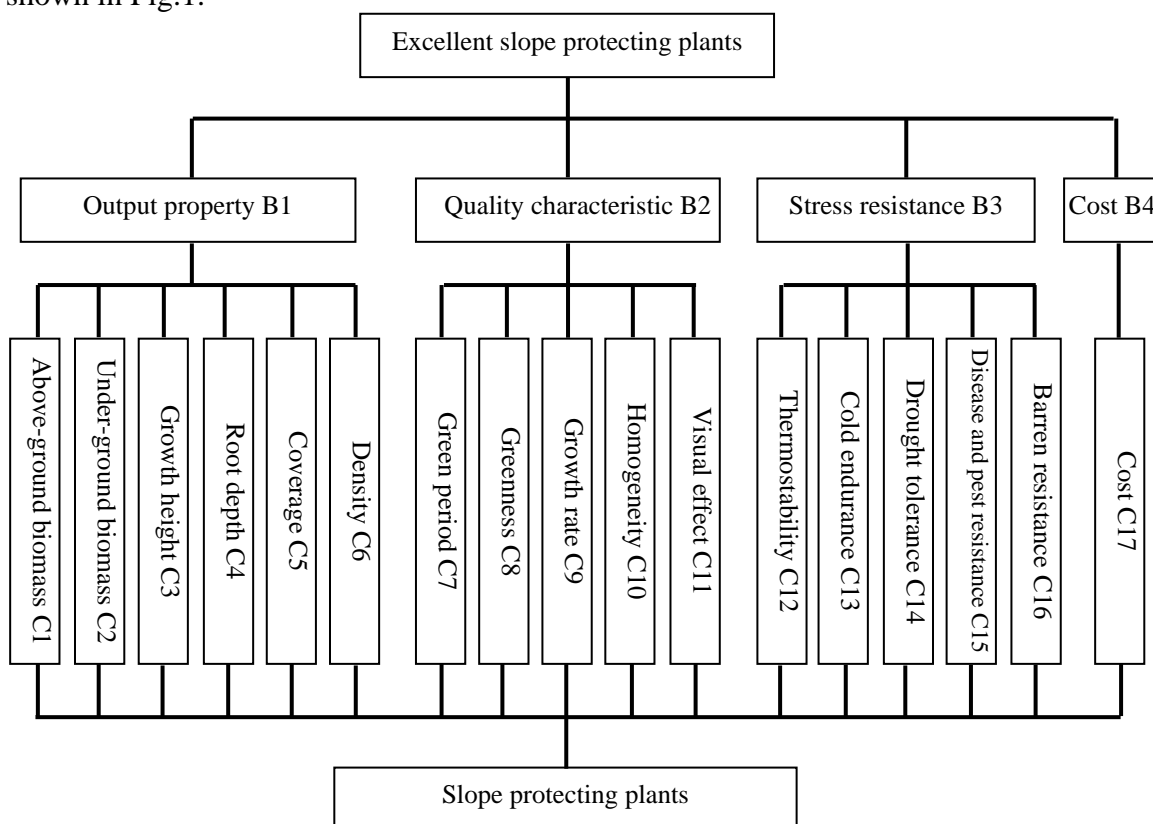 shown in Fig.1.
Excellent slope protecting plants
Output property B1
Quality characteristic B2
Stress resistance B3
Cost B4
Above-ground biomass C1
Under-ground biomass C2
Growth height C3
Root depth C4
Coverage C5
Density C6
Green period C7
Greenness C8
Growth rate C9
Homogeneity C10
Visual effect C11
Thermostability C12
Cold endurance C13
Drought tolerance C14
Disease and pest resistance C15
Barren resistance C16
Cost C17
Slope protecting plants